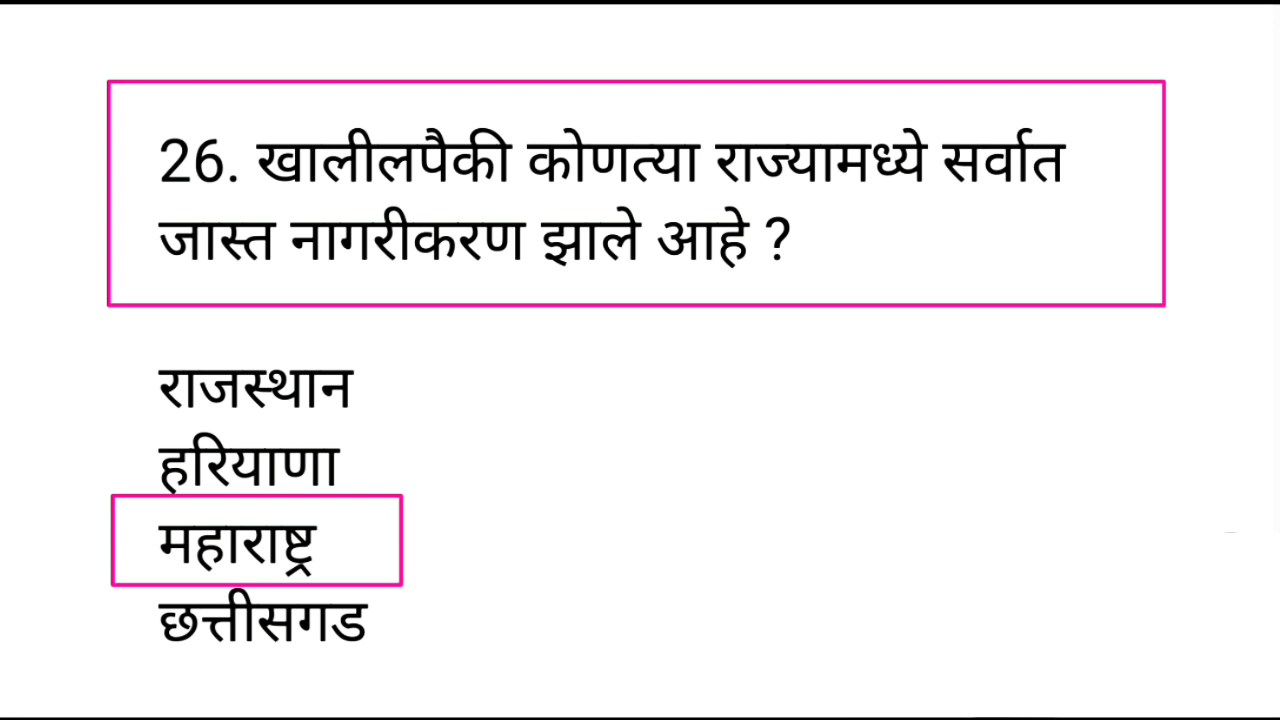 26. खालीलपैकी कोणत्या राज्यामध्ये सर्वात
जास्त नागरीकरण झाले आहे ?
राजस्थान
हरियाणा
महाराष्ट्र
छत्तीसगड